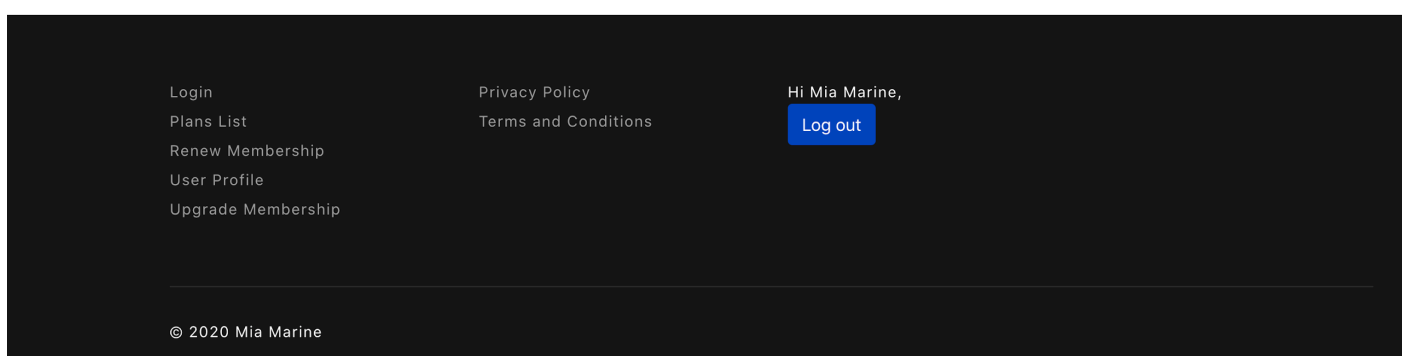 Login
Plans List
Renew Membership
User Profile
Upgrade Membership
Privacy Policy
Terms and Conditions
Hi Mia Marine,
Log out
© 2020 Mia Marine